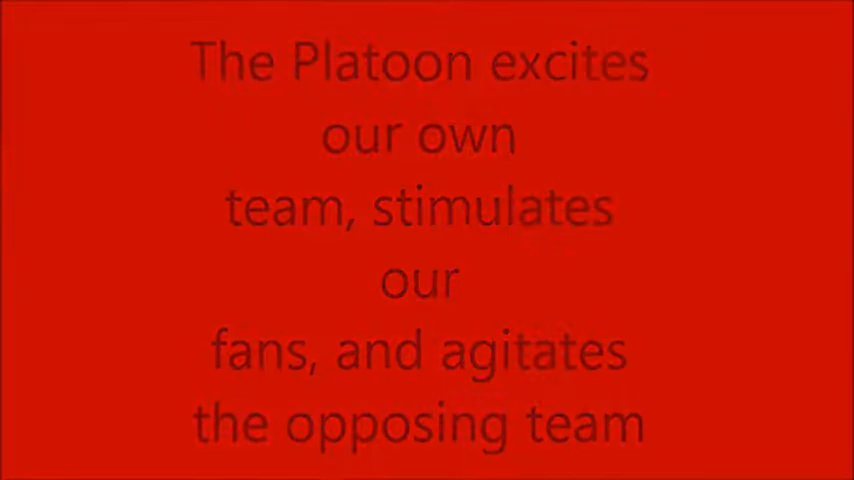 The Platoon excites
our own
team, stimulates
our
fans, and agitates
the opposing team